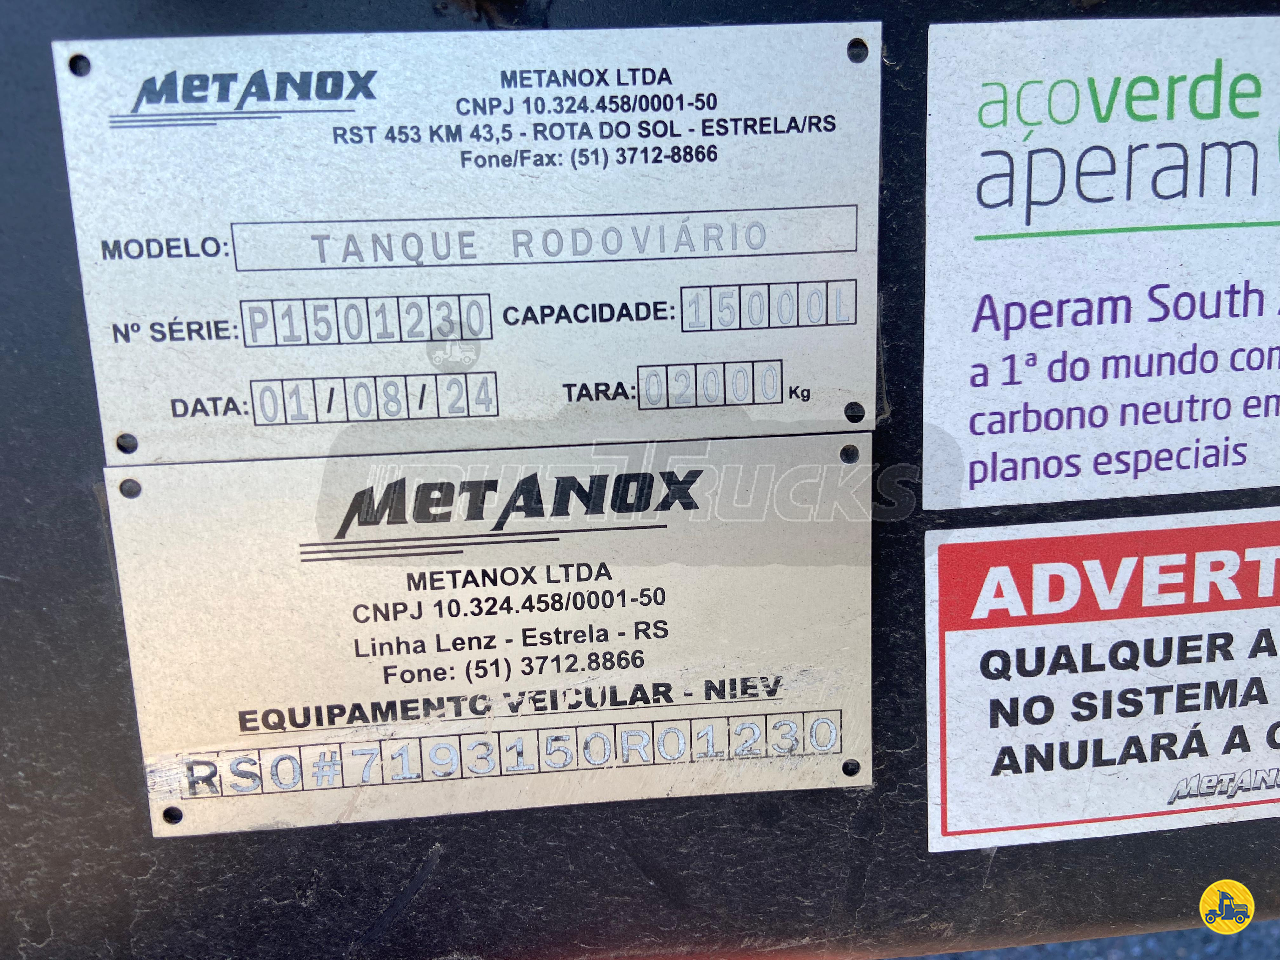 METANOX
METANOX LTDA
CNPJ 10.324.458/0001-50
RST 453 KM 43,5 - ROTA DO SOL - ESTRELA/RS
Fone/Fax: (51) 3712-8866
MODELO: TANQUE RODOVIÁRIO
Nº SÉRIE: P1501230 CAPACIDADE: 15000L
DATA: 01/08/24 TARA: 02000 Kg
METANOX
METANOX LTDA
CNPJ 10.324.458/0001-50
Linha Lenz - Estrela - RS
Fone: (51) 3712.8866
EQUIPAMENTO VEICULAR - NIEV
RS0#7193150R01230
açoverde
aperam
Aperam South
a 1ª do mundo com
carbono neutro em
planos especiais
ADVERT
QUALQUER A
NO SISTEMA
ANULARÁ A
METANO